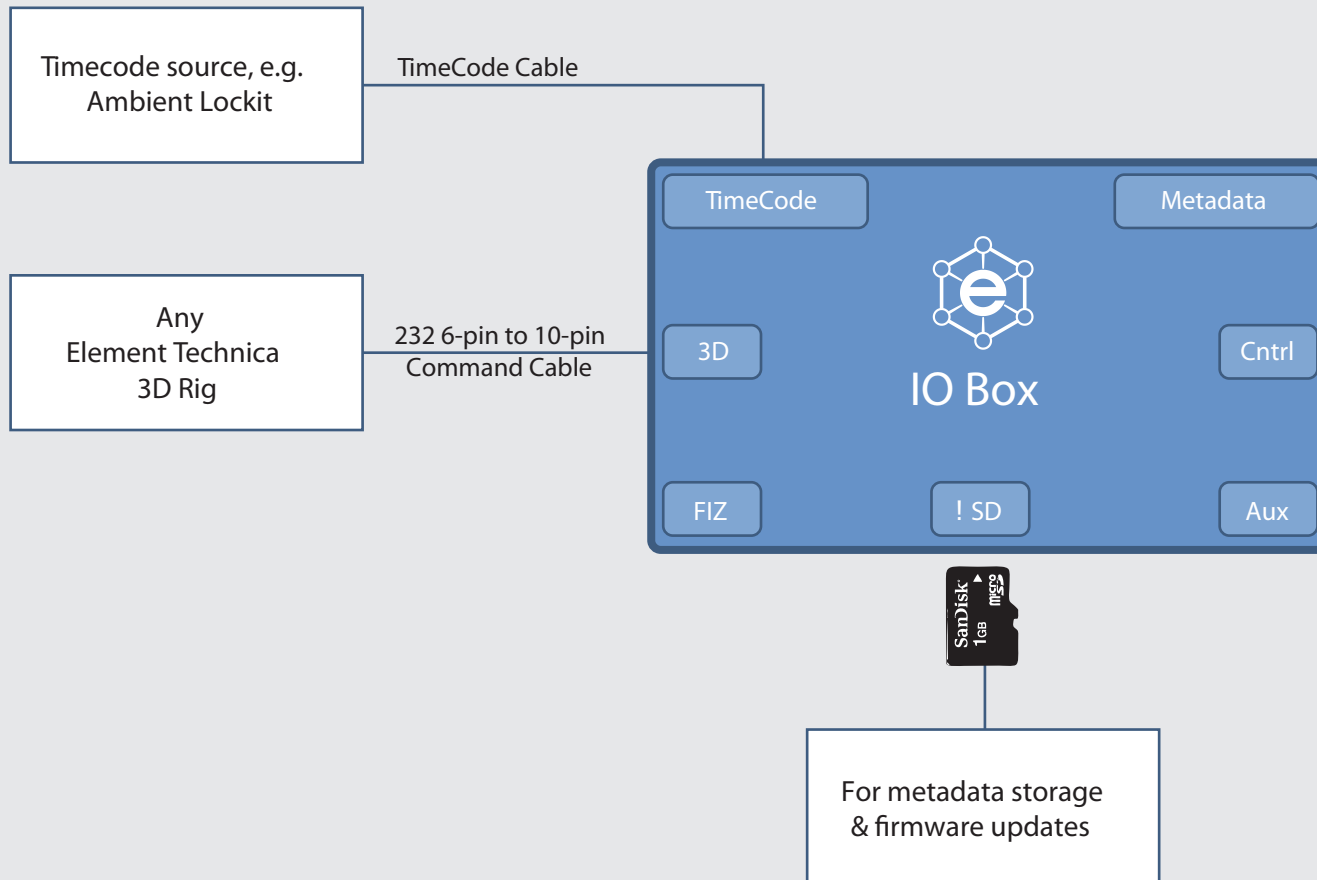 Timecode source, e.g.
Ambient Lockit
TimeCode Cable
TimeCode
Metadata
Any
Element Technica
3D Rig
232 6-pin to 10-pin
Command Cable
3D
e
Cntrl
IO Box
FIZ
! SD
Aux
SanDisk
1GB
micro
SD
For metadata storage
& firmware updates